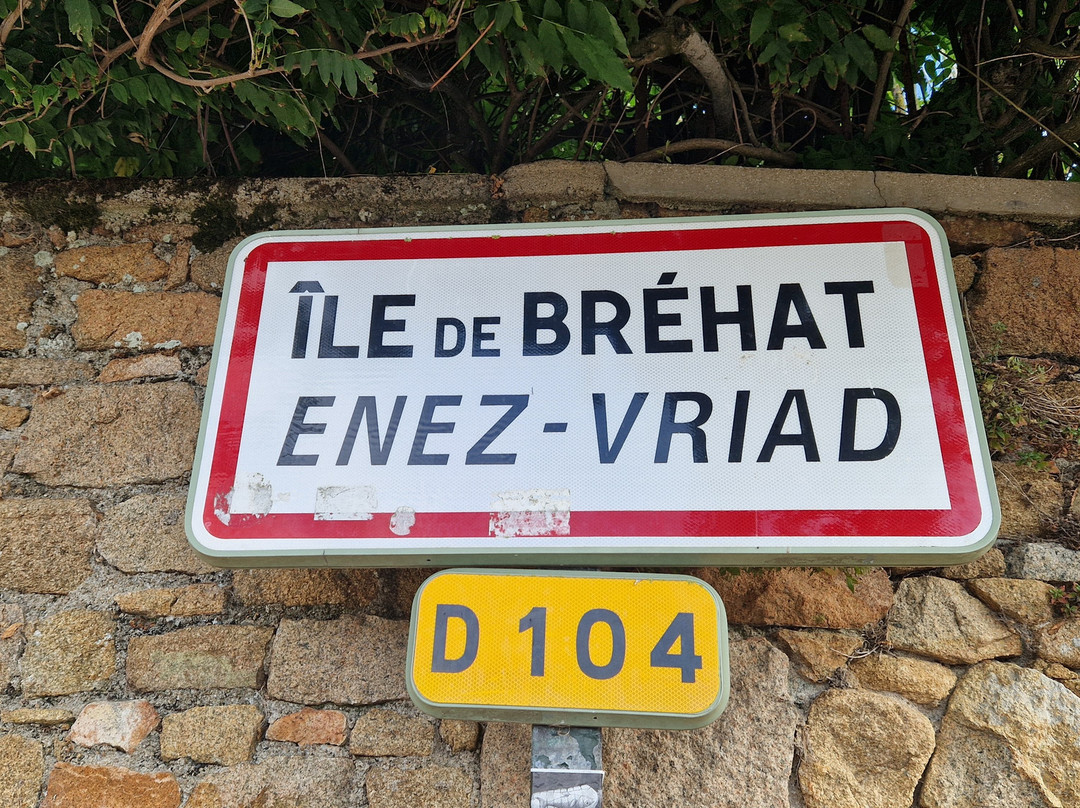 ÎLE DE BRÉHAT
ENEZ-VRIAD
D 104